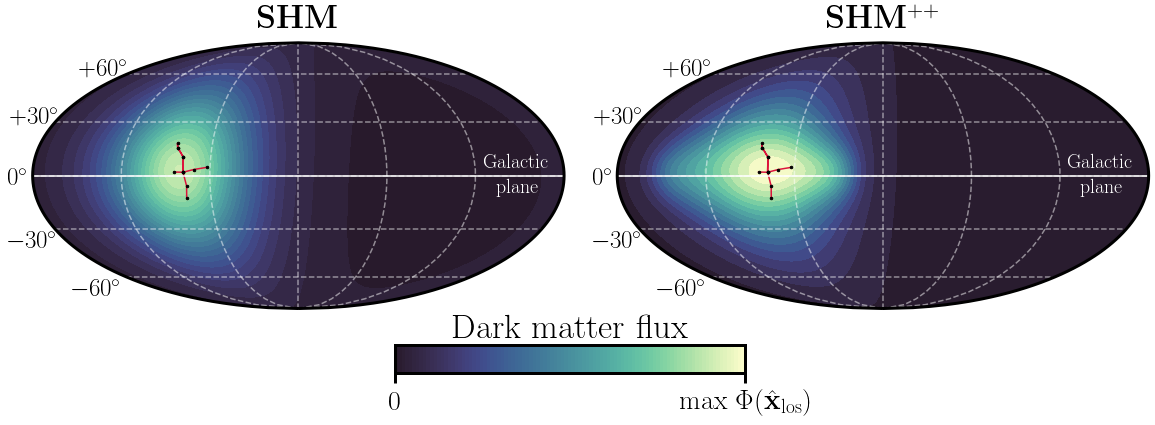 SHM
+60°
+30°
0°
−30°
−60°
Galactic
plane
SHM⁺⁺
+60°
+30°
0°
−30°
−60°
Galactic
plane
Dark matter flux
0
max Φ(x̂_los)